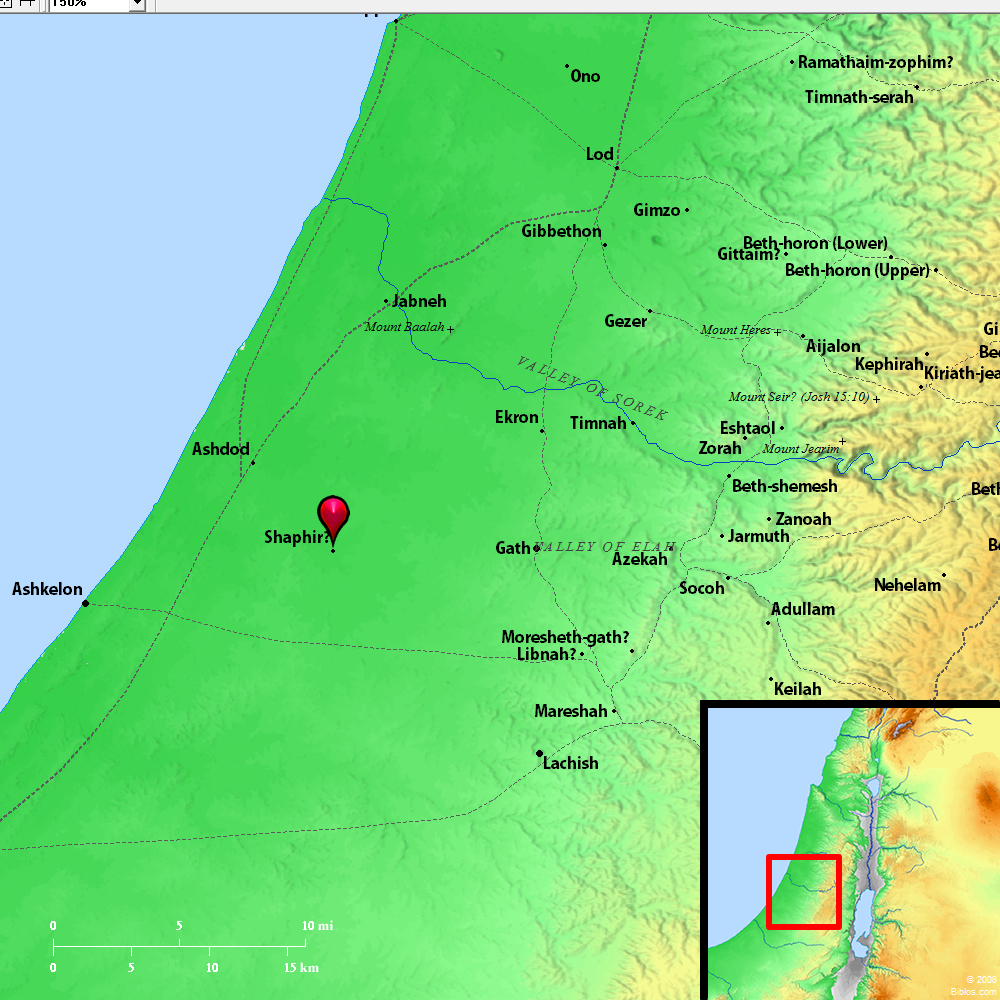 150%
Ono
Ramathaim-zophim?
Timnath-serah
Lod
Gimzo
Gibbethon
Beth-horon (Lower)
Gittaim?
Beth-horon (Upper)
Jabneh
Mount Baalah
Gezer
Mount Heres
Gi
Aijalon
Kephirah
Bee
Kiriath-jea
VALLEY OF SOREK
Mount Seir? (Josh 15:10)
Ekron
Timnah
Eshtaol
Zorah
Mount Jearim
Ashdod
Beth-shemesh
Beth
Zanoah
Shaphir?
Jarmuth
Gath
VALLEY OF ELAH
Azekah
Be
Socoh
Nehelam
Ashkelon
Adullam
Moresheth-gath?
Libnah?
Keilah
Mareshah
Lachish
0 5 10 mi
0 5 10 15 km
© 2008
Biblos.com